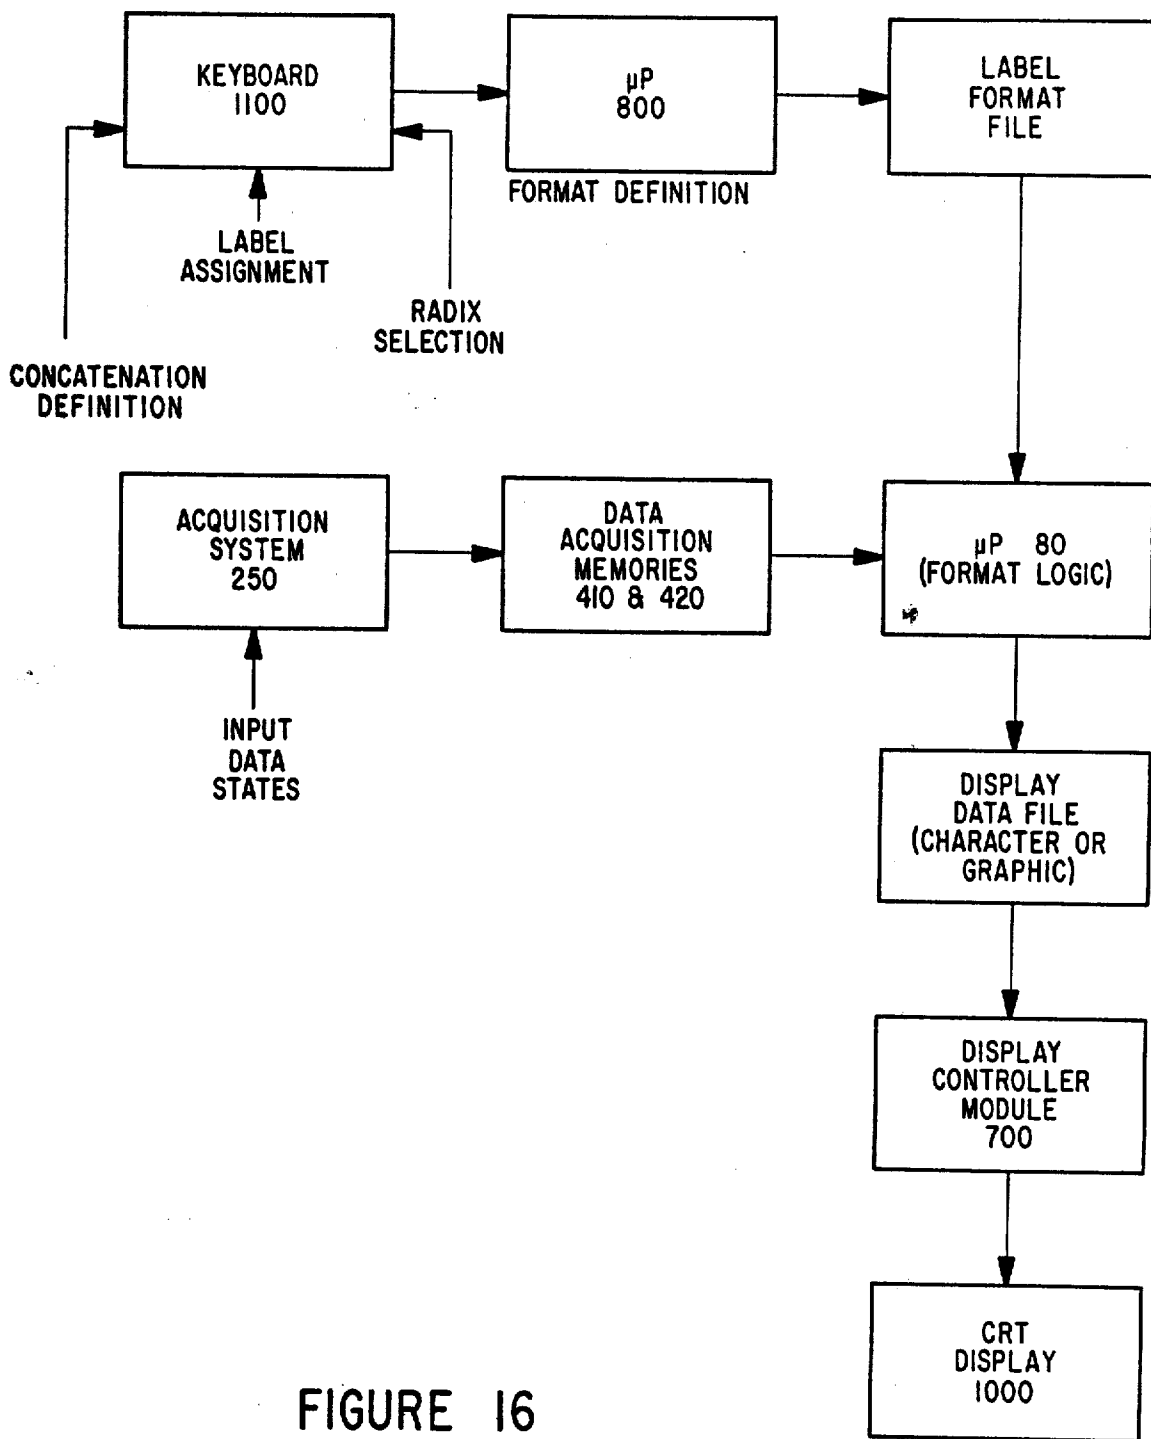 KEYBOARD
1100
µP
800
LABEL
FORMAT
FILE
FORMAT DEFINITION
LABEL
ASSIGNMENT
RADIX
SELECTION
CONCATENATION
DEFINITION
ACQUISITION
SYSTEM
250
DATA
ACQUISITION
MEMORIES
410 & 420
µP 80
(FORMAT LOGIC)
INPUT
DATA
STATES
DISPLAY
DATA FILE
(CHARACTER OR
GRAPHIC)
DISPLAY
CONTROLLER
MODULE
700
CRT
DISPLAY
1000
FIGURE 16